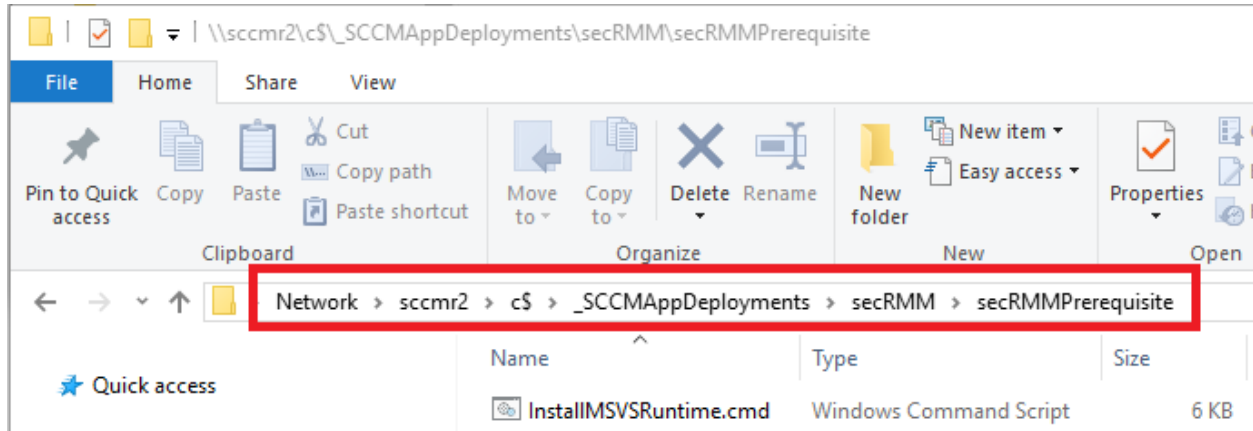 \\sccmr2\c$\_SCCMAppDeployments\secRMM\secRMMPrerequisite
File Home Share View
Pin to Quick access
Copy
Paste
Cut
Copy path
Paste shortcut
Clipboard
Move to
Copy to
Delete
Rename
Organize
New folder
New item
Easy access
New
Properties
Open
Network > sccmr2 > c$ > _SCCMAppDeployments > secRMM > secRMMPrerequisite
Quick access
Name Type Size
InstallMSVSRuntime.cmd Windows Command Script 6 KB